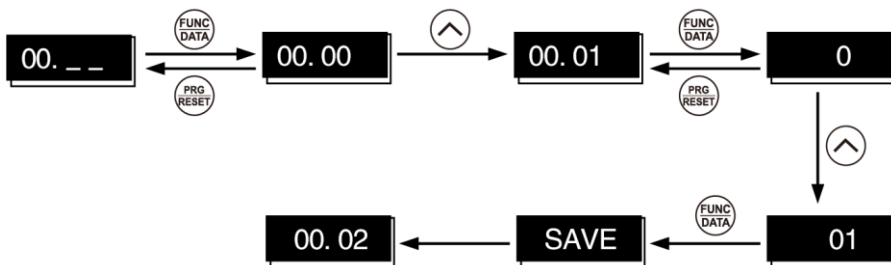 FUNC
DATA
FUNC
DATA
00. _ _
00. 00
00. 01
0
PRG
RESET
PRG
RESET
FUNC
DATA
00. 02
SAVE
01